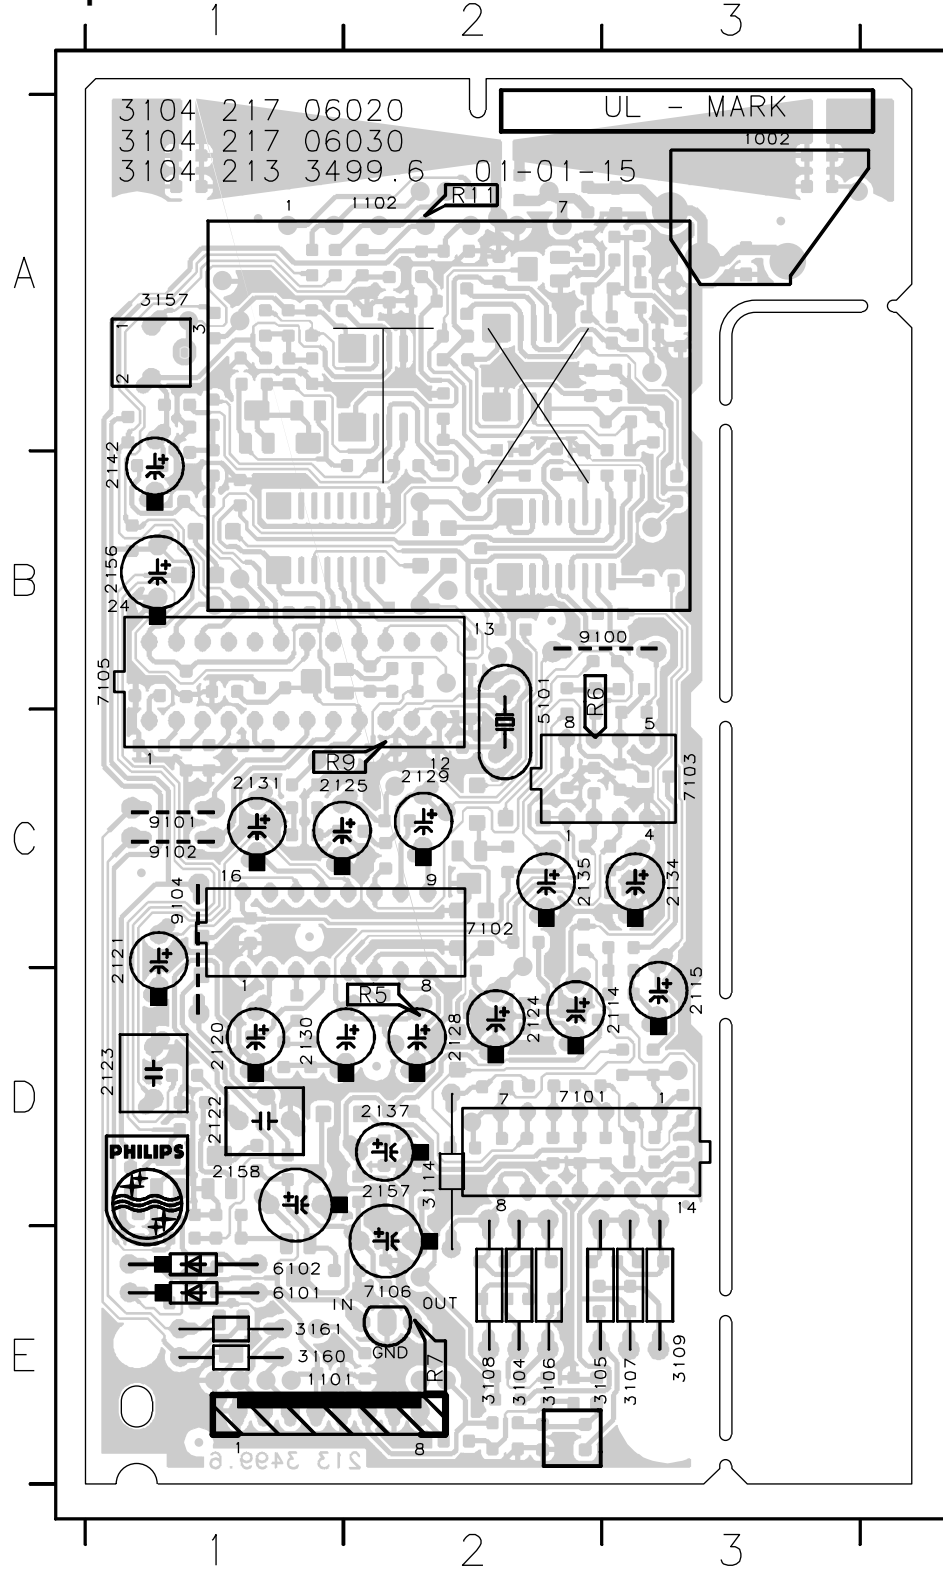 1 2 3
3104 217 06020
UL - MARK
3104 217 06030
1002
3104 213 3499.6 01-01-15
R11
1 1102 7
A
3157
1 3
2
2142
B
2156
24
13
9100
7105
5101
R6
8 5
1
R9
12
7103
2131 2125 2129
C
9101
1 4
9102
16 9
2135
2134
9104
7102
2121
1 8
R5
2115
2120
2130
2128
2124
2114
2123
D
7 7101 1
2122
2137
PHILIPS
2158
2157
3114
8 14
6102
7106
6101
IN OUT
3161
E
3160
GND
R7
3108
3104
3106
3105
3107
3109
1101
1 8
213 3499.6
1 2 3